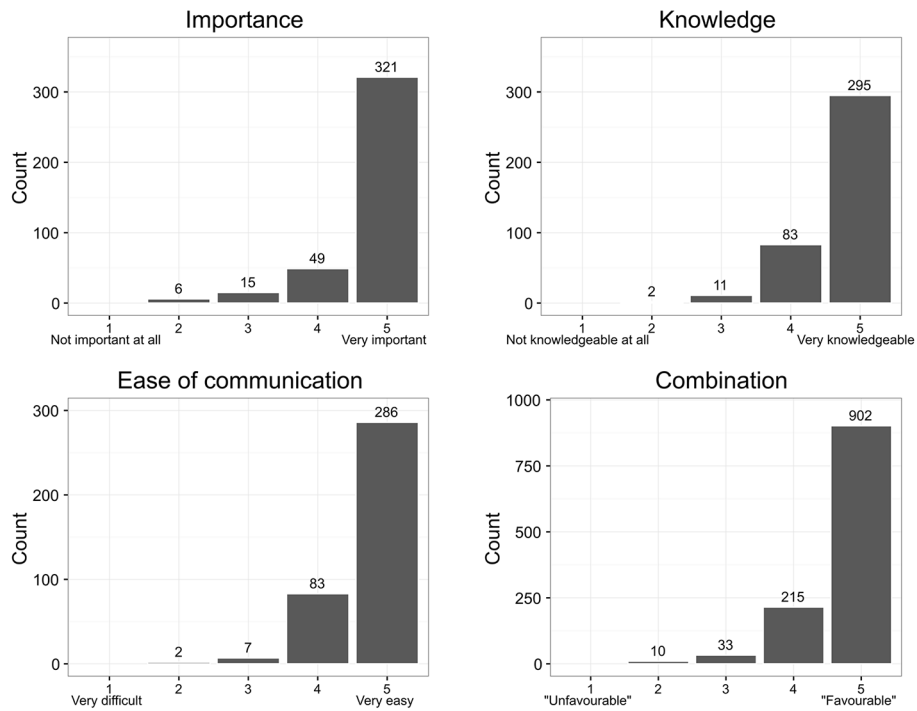 Importance
Count
300
200
100
0
6
15
49
321
1 2 3 4 5
Not important at all Very important
Knowledge
Count
300
200
100
0
2
11
83
295
1 2 3 4 5
Not knowledgeable at all Very knowledgeable
Ease of communication
Count
300
200
100
0
2
7
83
286
1 2 3 4 5
Very difficult Very easy
Combination
Count
1000
750
500
250
0
10
33
215
902
1 2 3 4 5
"Unfavourable" "Favourable"